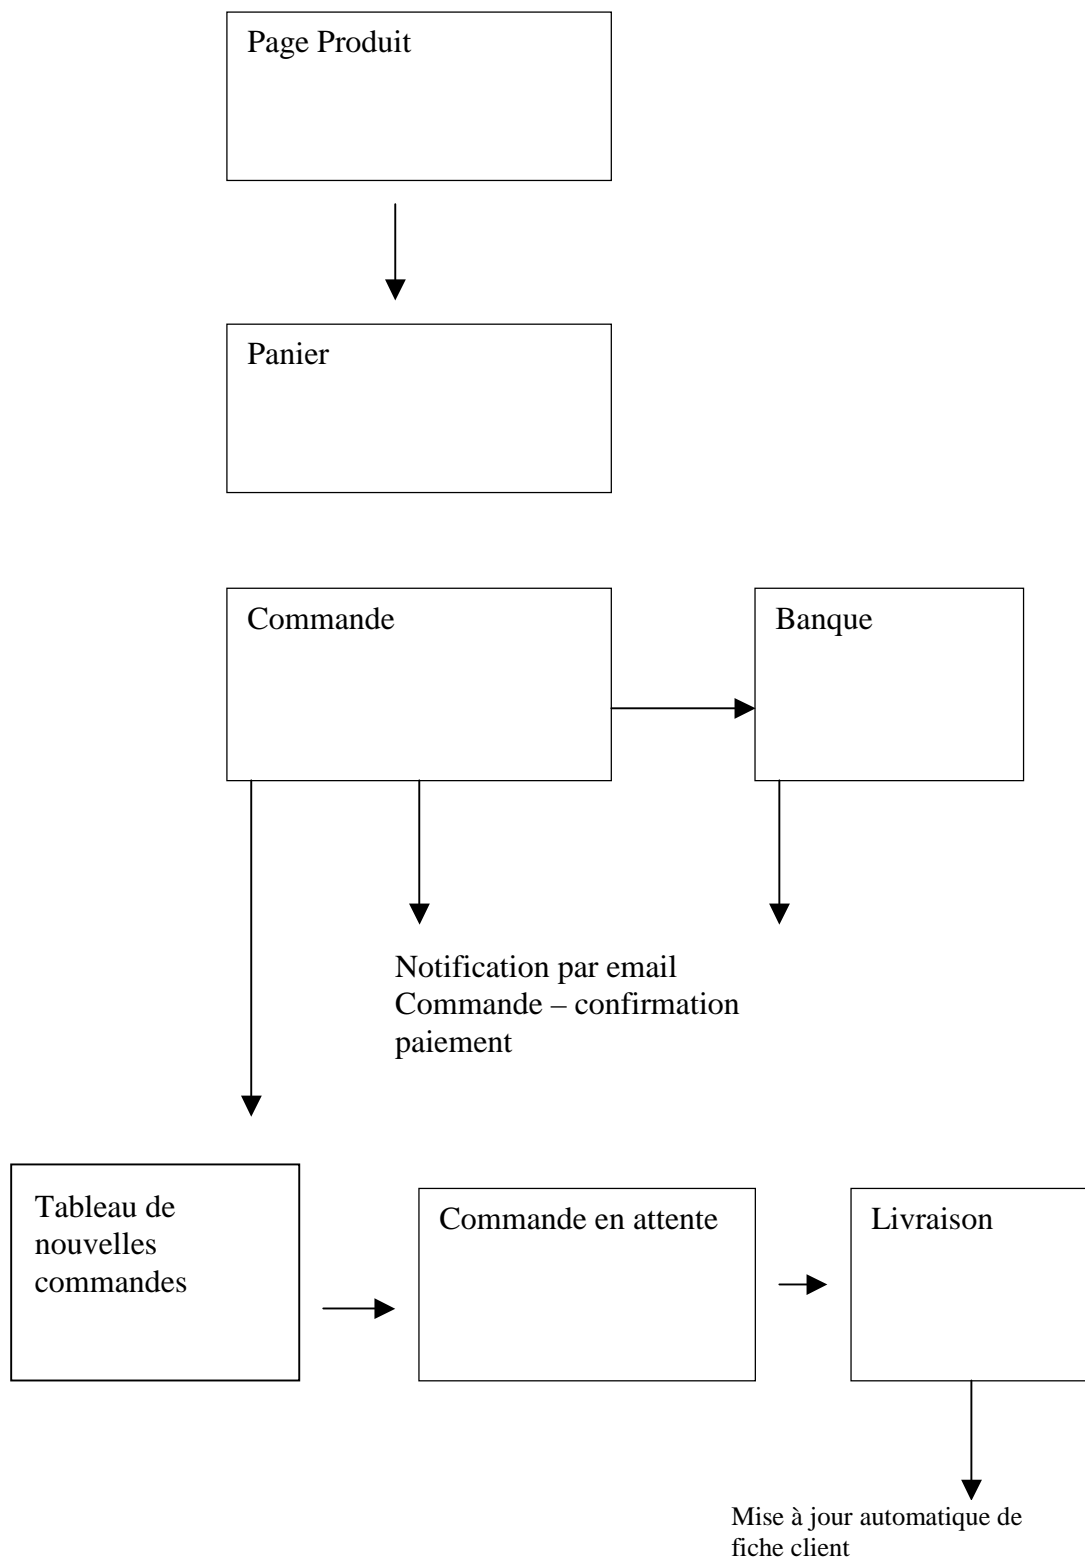 Page Produit
Panier
Commande
Banque
Notification par email
Commande – confirmation
paiement
Tableau de
nouvelles
commandes
Commande en attente
Livraison
Mise à jour automatique de
fiche client